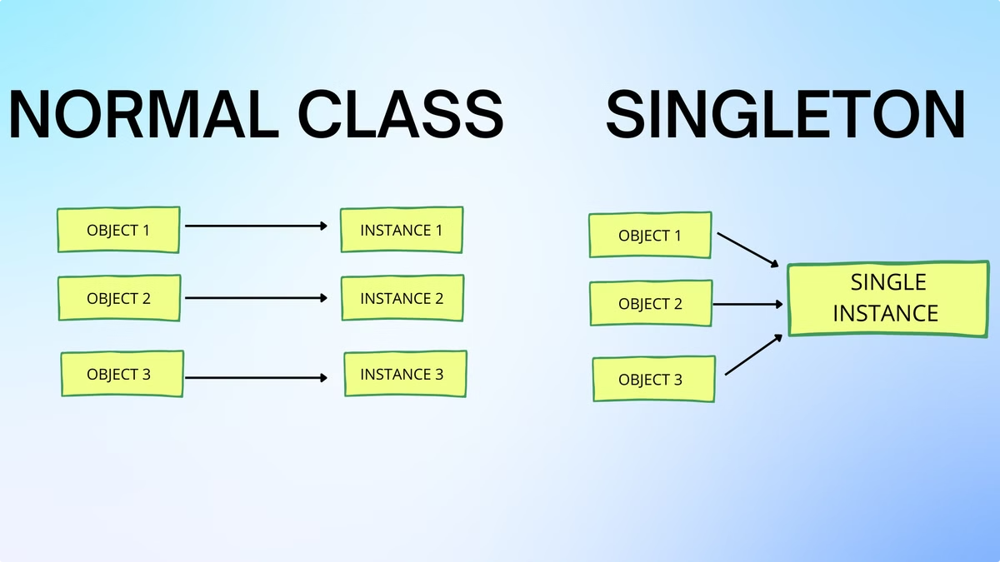 NORMAL CLASS
OBJECT 1
INSTANCE 1
OBJECT 2
INSTANCE 2
OBJECT 3
INSTANCE 3
SINGLETON
OBJECT 1
OBJECT 2
OBJECT 3
SINGLE
INSTANCE